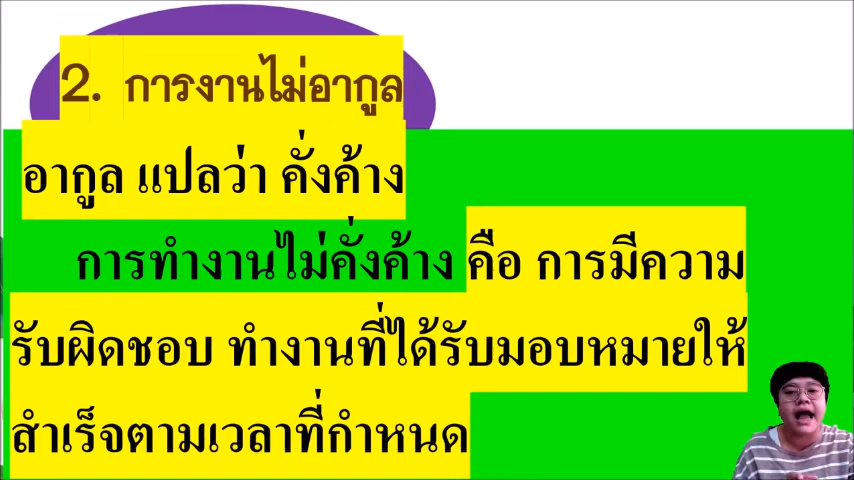 2. การงานไม่อากูล
อากูล แปลว่า คั่งค้าง
การทำงานไม่คั่งค้าง คือ การมีความ
รับผิดชอบ ทำงานที่ได้รับมอบหมายให้
สำเร็จตามเวลาที่กำหนด